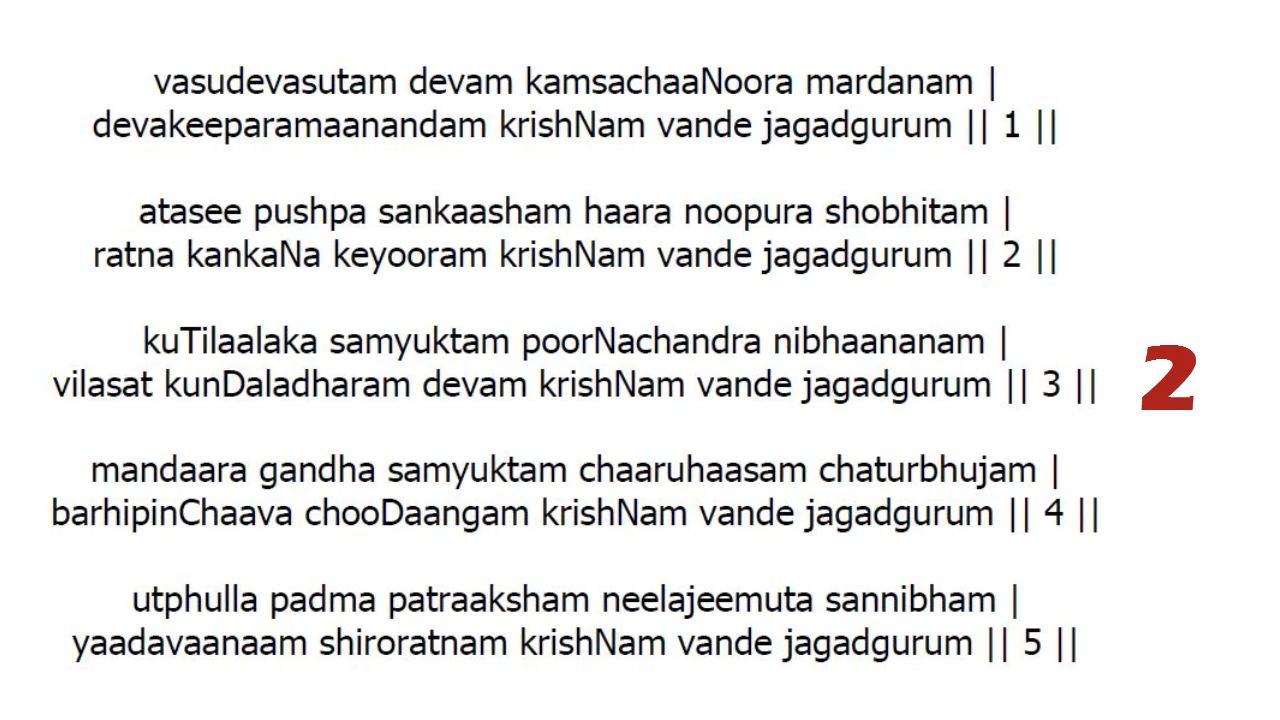 vasudevasutam devam kamsachaaNoora mardanam |
devakeeparamaanandam krishNam vande jagadgurum || 1 ||
atasee pushpa sankaasham haara noopura shobhitam |
ratna kankaNa keyooram krishNam vande jagadgurum || 2 ||
kuTilaalaka samyuktam poorNachandra nibhaananam |
vilasat kunDaladharam devam krishNam vande jagadgurum || 3 ||
2
mandaara gandha samyuktam chaaruhaasam chaturbhujam |
barhipinChaava chooDaangam krishNam vande jagadgurum || 4 ||
utphulla padma patraaksham neelajeemuta sannibham |
yaadavaanaam shiroratnam krishNam vande jagadgurum || 5 ||